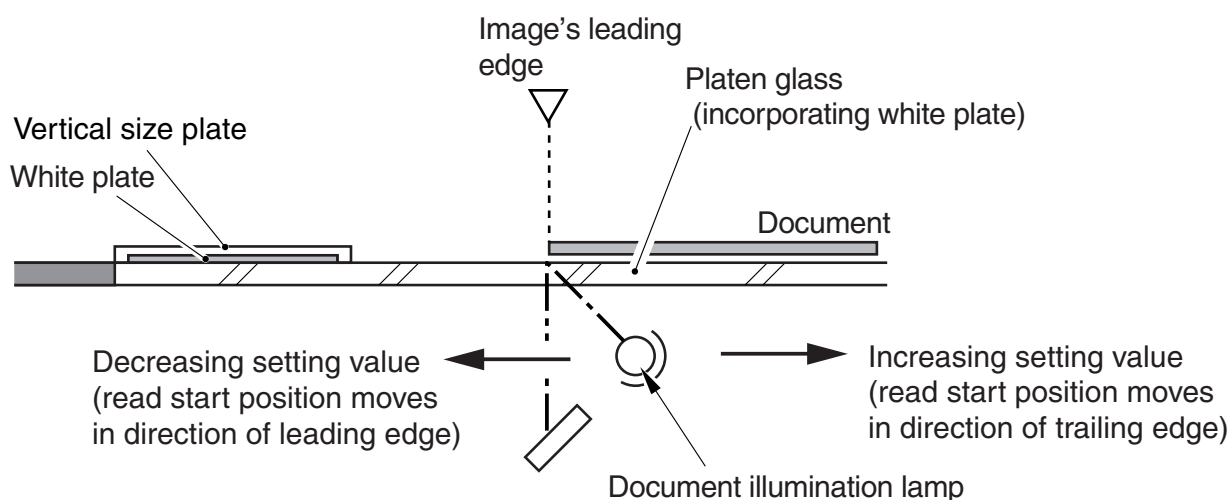 Image's leading
edge
Platen glass
(incorporating white plate)
Vertical size plate
White plate
Document
Decreasing setting value
(read start position moves
in direction of leading edge)
Increasing setting value
(read start position moves
in direction of trailing edge)
Document illumination lamp